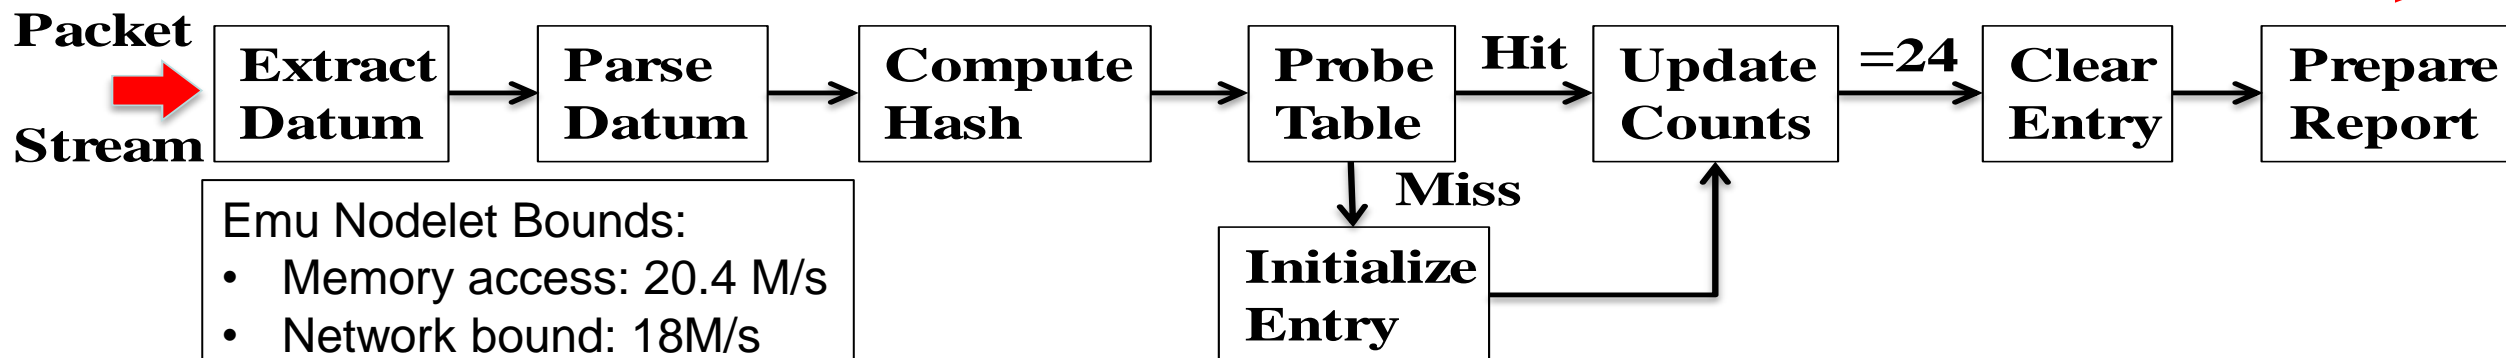 Packet
Stream
Extract
Datum
Parse
Datum
Compute
Hash
Probe
Table
Hit
Update
Counts
=24
Clear
Entry
Prepare
Report
Miss
Initialize
Entry
Emu Nodelet Bounds:
• Memory access: 20.4 M/s
• Network bound: 18M/s